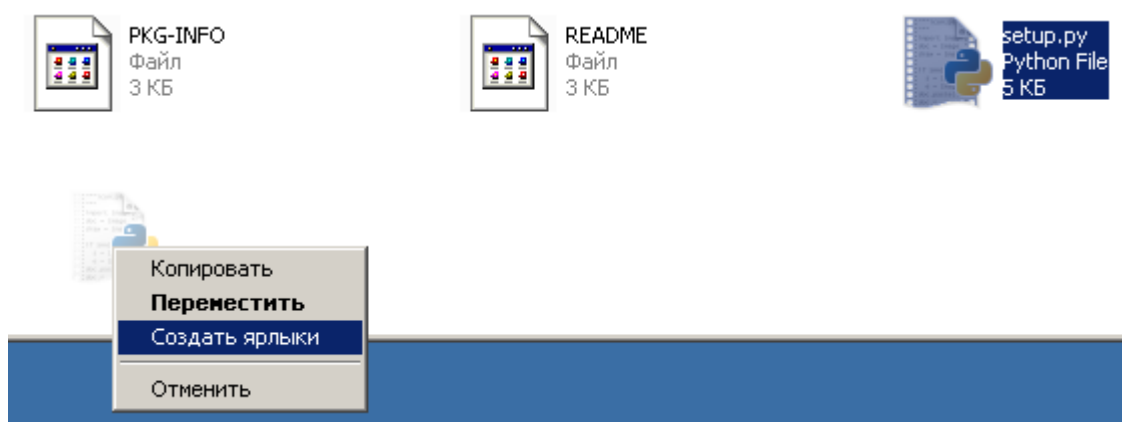 PKG-INFO
Файл
3 КБ
README
Файл
3 КБ
setup.py
Python File
5 КБ
Копировать
Переместить
Создать ярлыки
Отменить